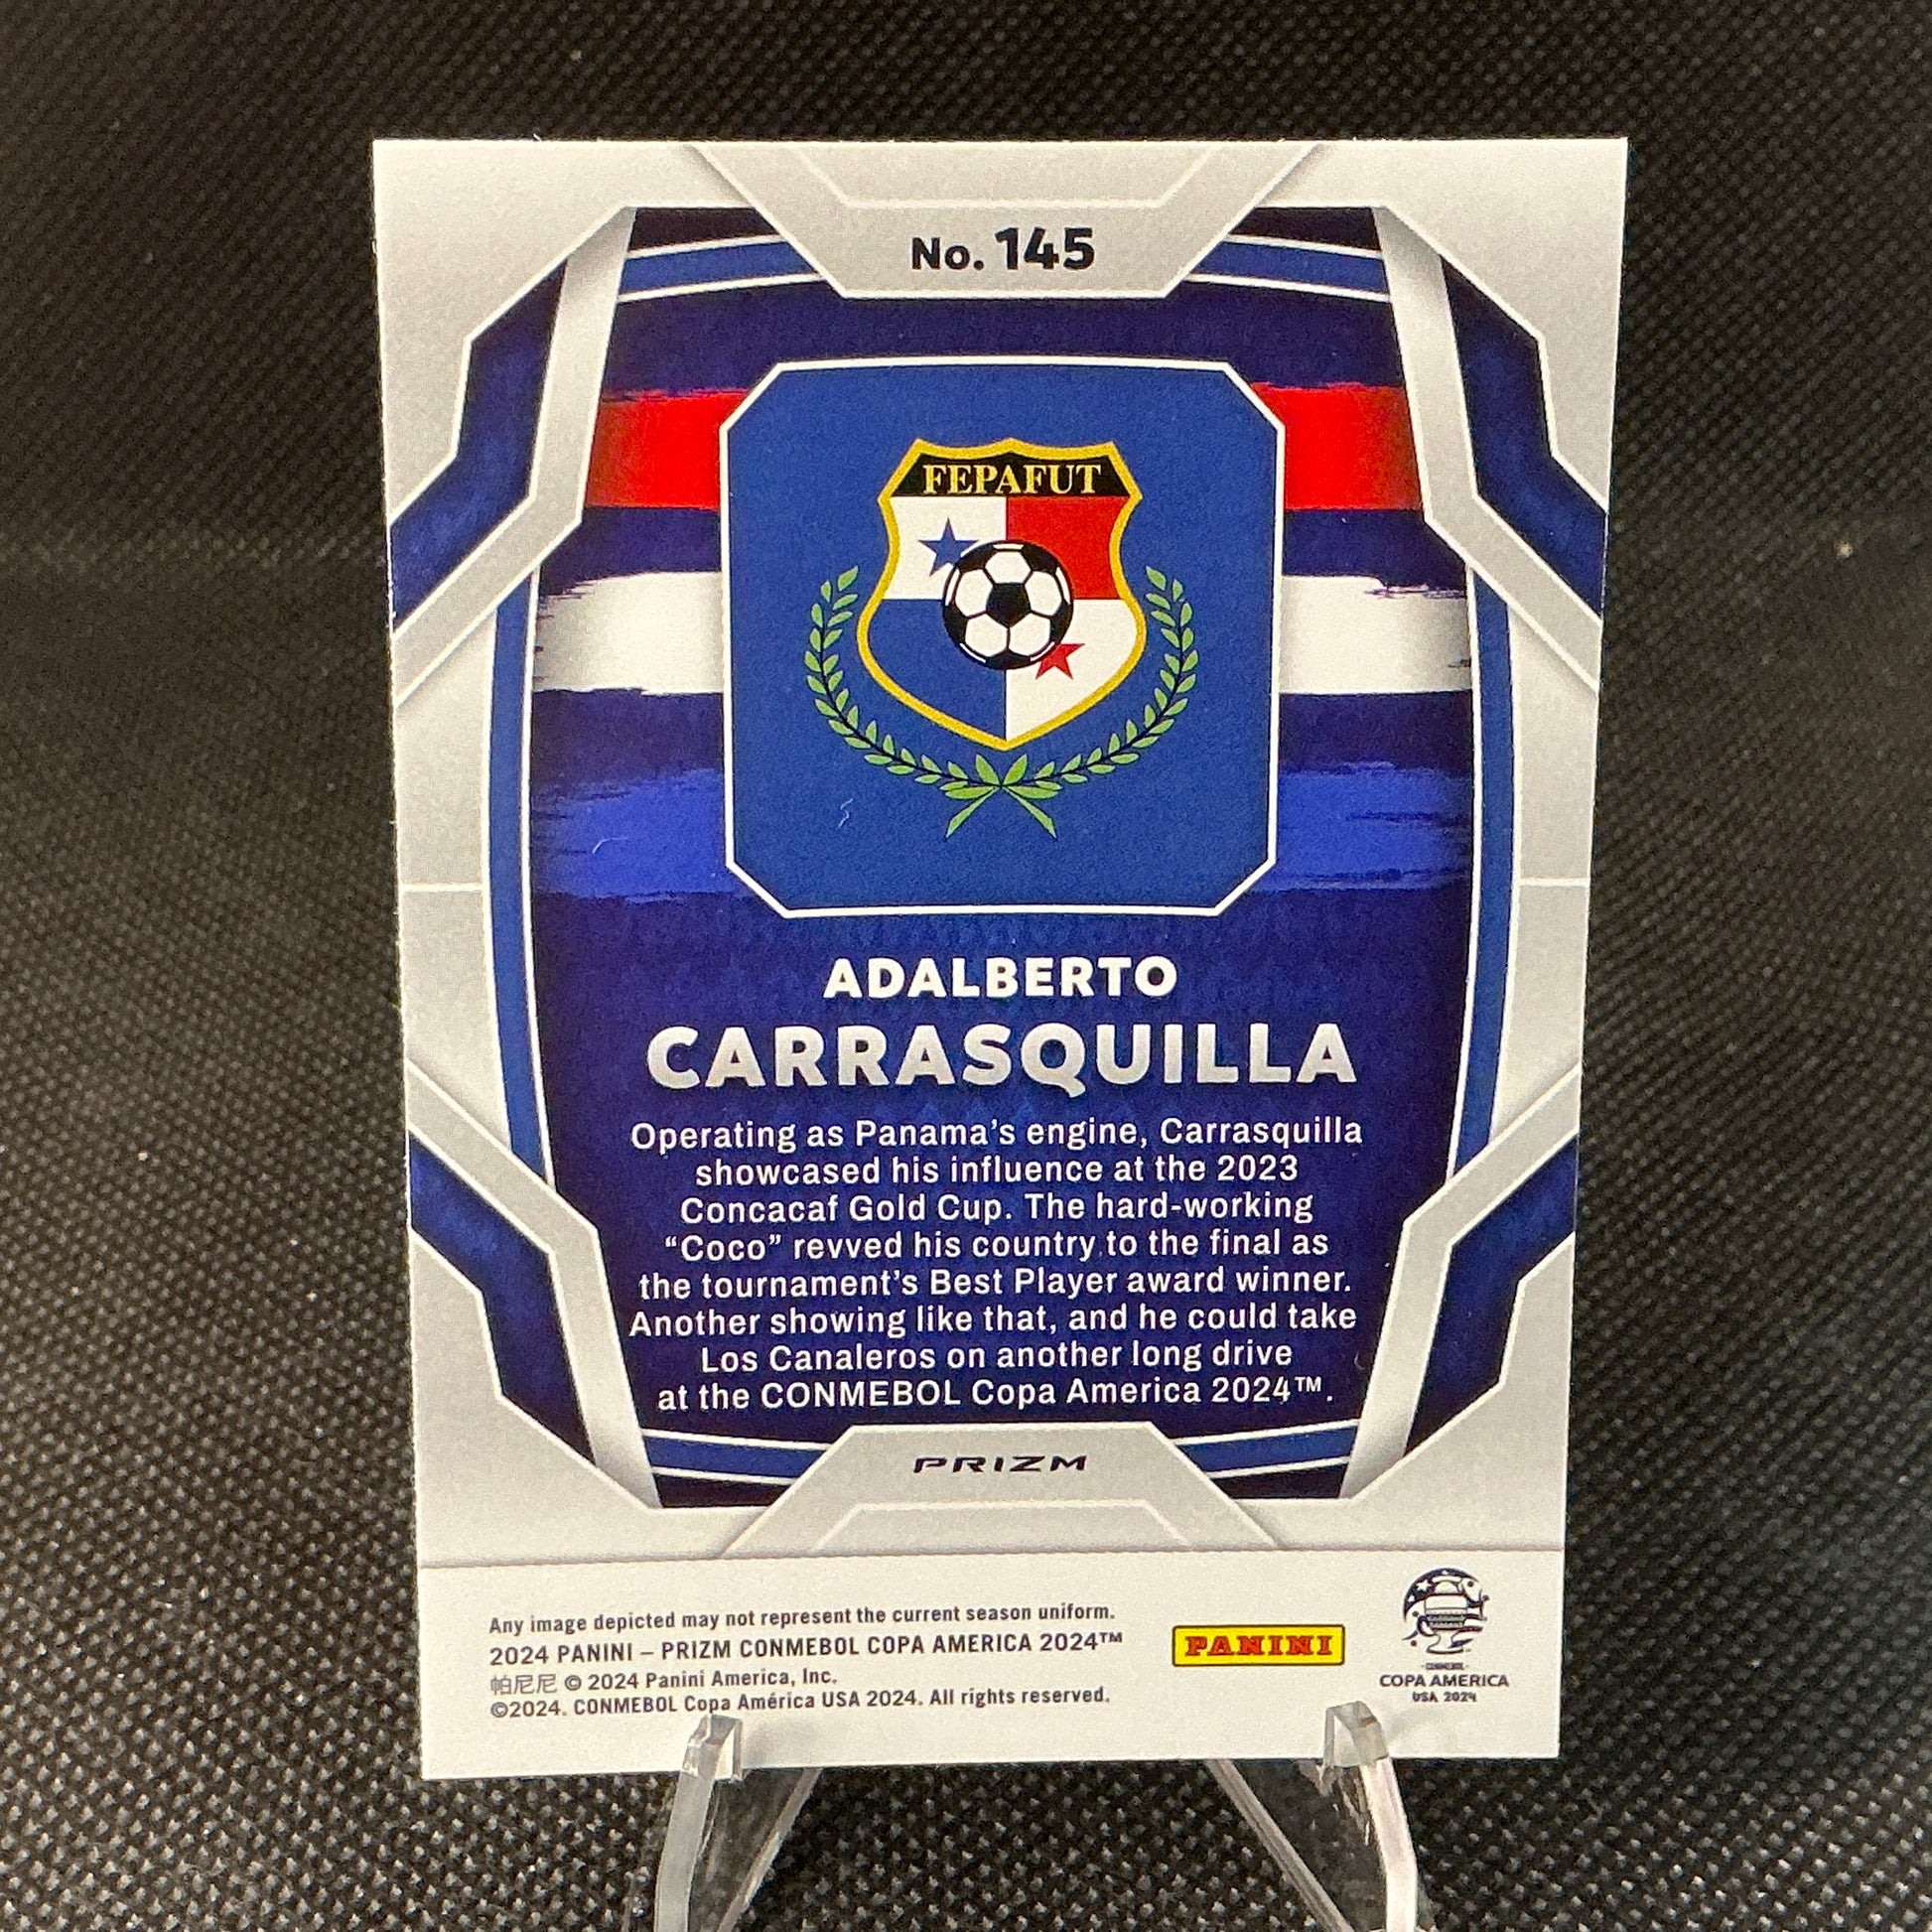 No. 145
FEPAFUT
ADALBERTO
CARRASQUILLA
Operating as Panama's engine, Carrasquilla
showcased his influence at the 2023
Concacaf Gold Cup. The hard-working
“Coco” revved his country to the final as
the tournament's Best Player award winner.
Another showing like that, and he could take
Los Canaleros on another long drive
at the CONMEBOL Copa America 2024™.
PRIZM
Any image depicted may not represent the current season uniform.
2024 PANINI – PRIZM CONMEBOL COPA AMERICA 2024™
帕尼尼 © 2024 Panini America, Inc.
©2024. CONMEBOL Copa América USA 2024. All rights reserved.
PANINI
CONMEBOL
COPA AMERICA
USA 2024